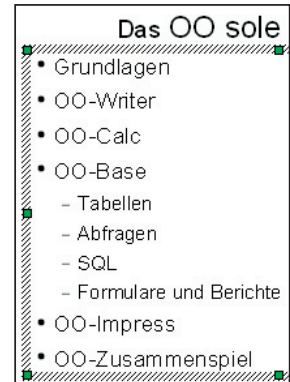 Das OO sole
• Grundlagen
• OO-Writer
• OO-Calc
• OO-Base
– Tabellen
– Abfragen
– SQL
– Formulare und Berichte
• OO-Impress
• OO-Zusammenspiel